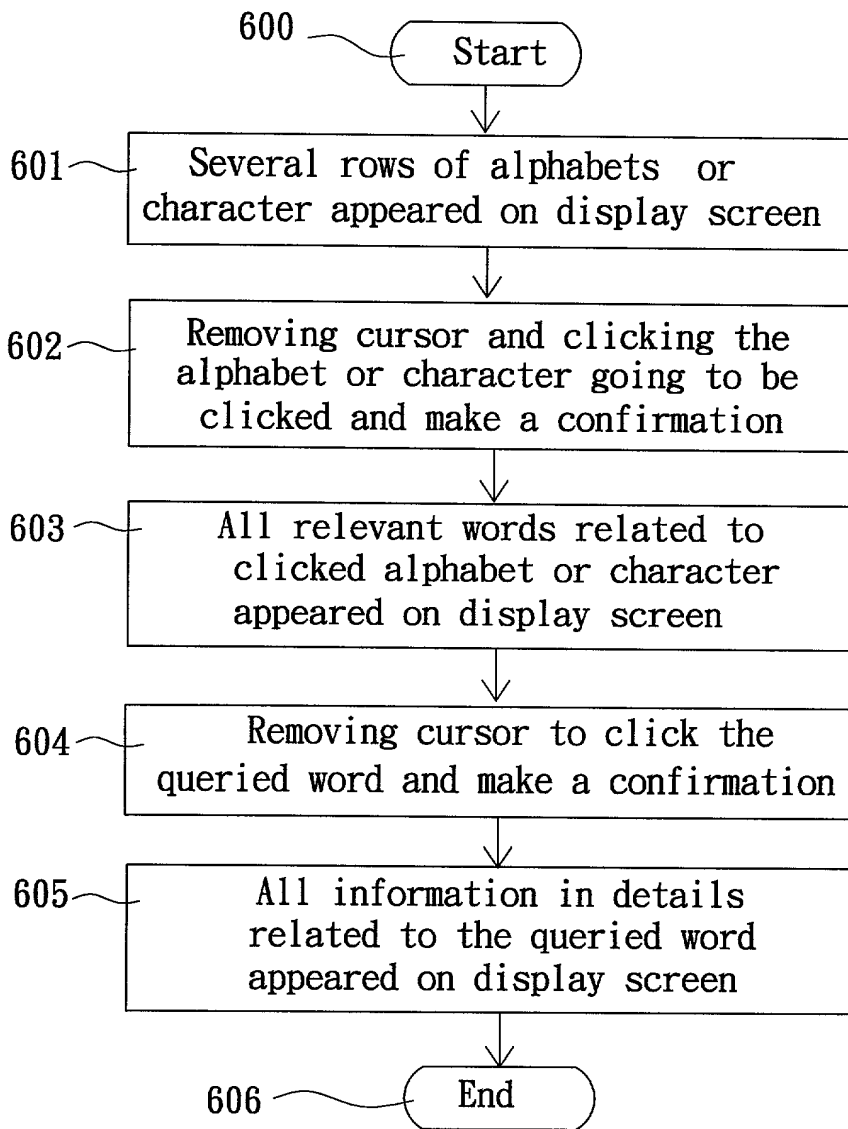 600
Start
601
Several rows of alphabets or
character appeared on display screen
602
Removing cursor and clicking the
alphabet or character going to be
clicked and make a confirmation
603
All relevant words related to
clicked alphabet or character
appeared on display screen
604
Removing cursor to click the
queried word and make a confirmation
605
All information in details
related to the queried word
appeared on display screen
606
End